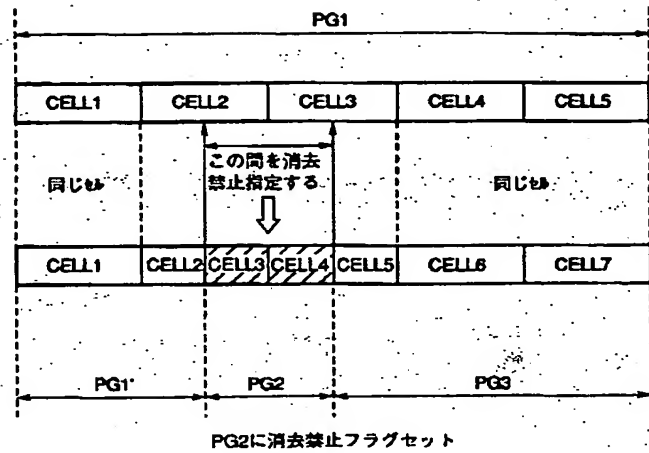 PG1
CELL1 CELL2 CELL3 CELL4 CELL5
この間を消去
禁止指定する
同じセル 同じセル
CELL1 CELL2 CELL3 CELL4 CELL5 CELL6 CELL7
PG1' PG2 PG3
PG2に消去禁止フラグセット